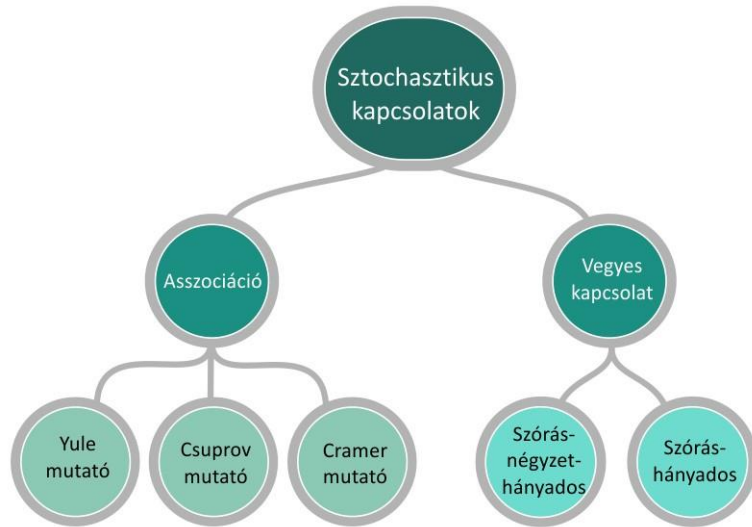 Sztochasztikus
kapcsolatok
Asszociáció
Vegyes
kapcsolat
Yule
mutató
Csuprov
mutató
Cramer
mutató
Szórás-
négyzet-
hányados
Szórás-
hányados